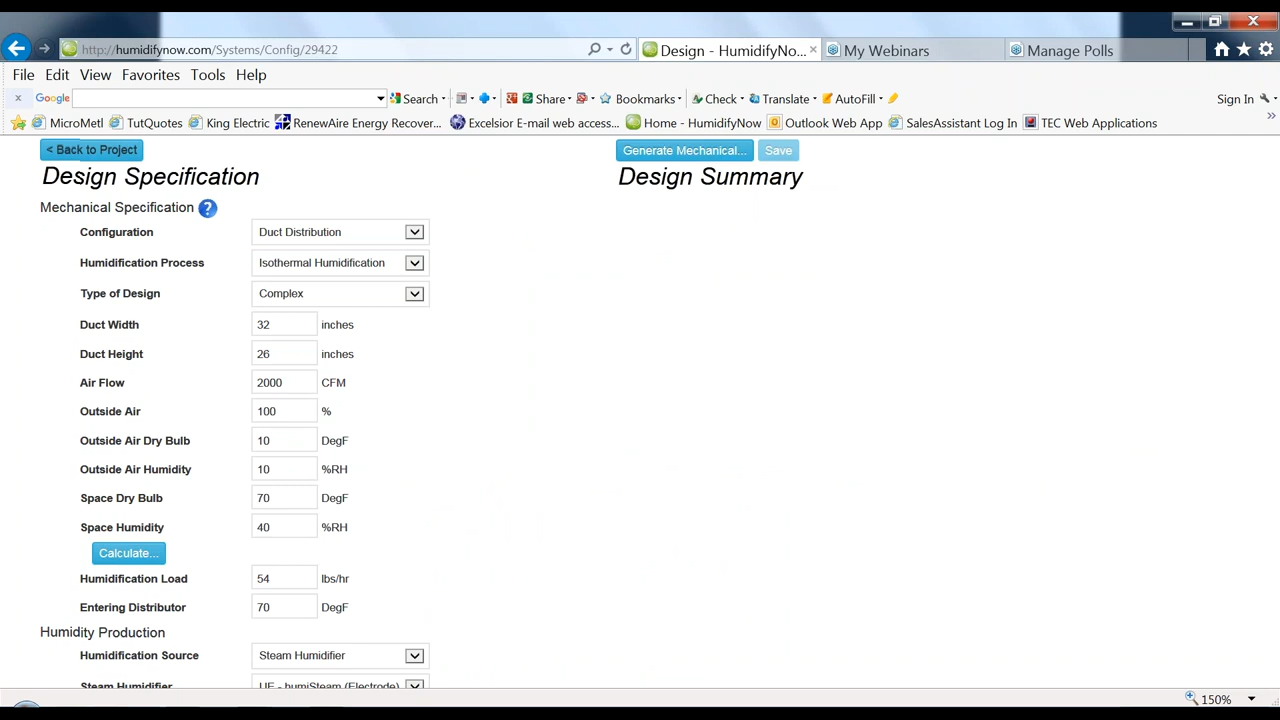 http://humidifynow.com/Systems/Config/29422
Design - HumidifyNo...
My Webinars
Manage Polls
File Edit View Favorites Tools Help
x Google Search Share Bookmarks Check Translate AutoFill Sign In
MicroMetl TutQuotes King Electric RenewAire Energy Recover... Excelsior E-mail web access... Home - HumidifyNow Outlook Web App SalesAssistant Log In TEC Web Applications
< Back to Project
Generate Mechanical... Save
Design Specification
Design Summary
Mechanical Specification ?
Configuration Duct Distribution
Humidification Process Isothermal Humidification
Type of Design Complex
Duct Width 32 inches
Duct Height 26 inches
Air Flow 2000 CFM
Outside Air 100 %
Outside Air Dry Bulb 10 DegF
Outside Air Humidity 10 %RH
Space Dry Bulb 70 DegF
Space Humidity 40 %RH
Calculate...
Humidification Load 54 lbs/hr
Entering Distributor 70 DegF
Humidity Production
Humidification Source Steam Humidifier
Steam Humidifier UE - humiSteam (Electrode)
150%